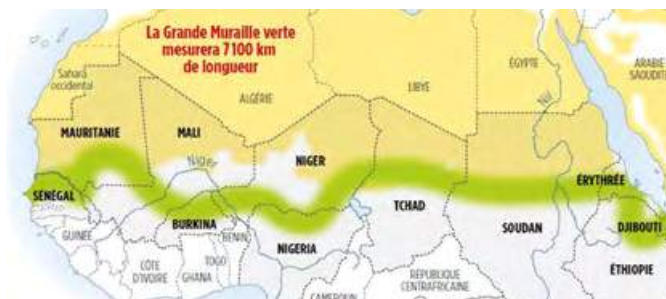 La Grande Muraille verte
mesurera 7 100 km
de longueur
Sahara
occidental
ALGÉRIE
LIBYE
ÉGYPTE
ARABIE
SAOUDITE
MAURITANIE
MALI
NIGER
Niger
Nil
ÉRYTHRÉE
SÉNÉGAL
BURKINA
TCHAD
SOUDAN
DJIBOUTI
GUINÉE
BÉNIN
NIGERIA
TOGO
CÔTE
D'IVOIRE
GHANA
RÉPUBLIQUE
CENTRAFRICAINE
ÉTHIOPIE
CAMEROUN